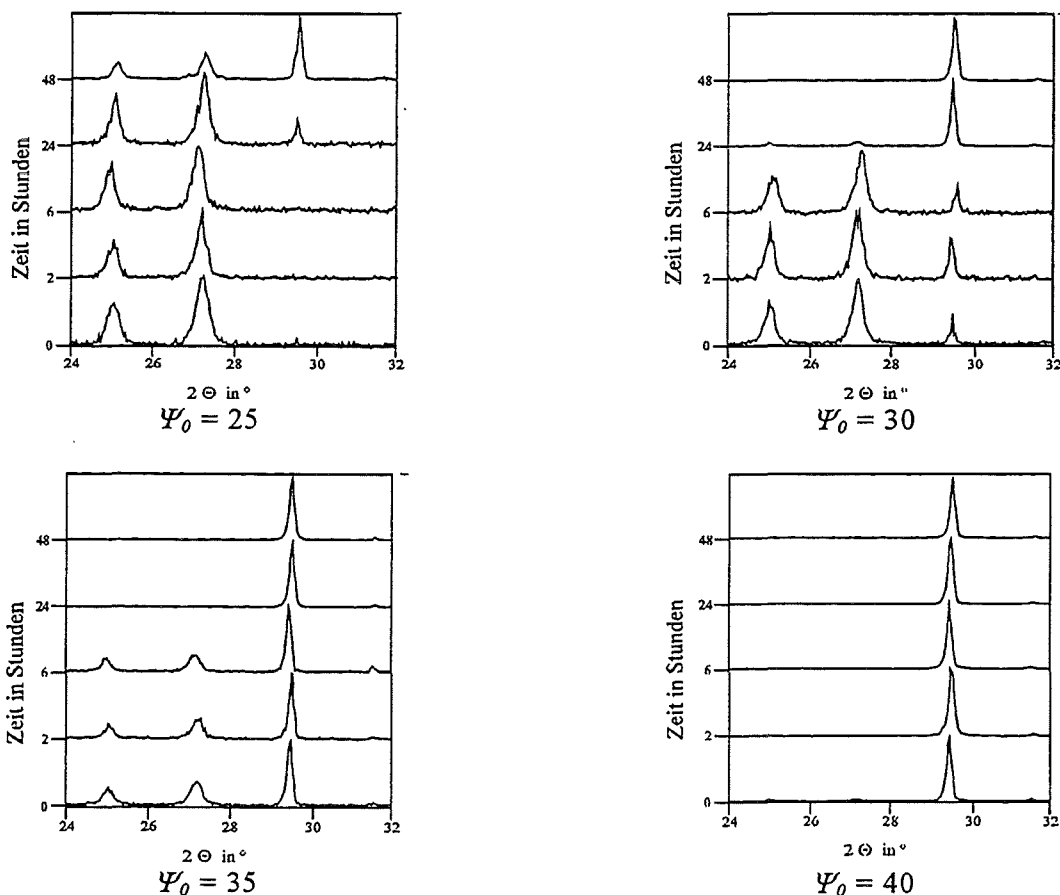 Zeit in Stunden
48
24
6
2
0
24 26 28 30 32
2 Θ in °
Ψ₀ = 25
Zeit in Stunden
48
24
6
2
0
24 26 28 30 32
2 Θ in "
Ψ₀ = 30
Zeit in Stunden
48
24
6
2
0
24 26 28 30 32
2 Θ in °
Ψ₀ = 35
Zeit in Stunden
48
24
6
2
0
24 26 28 30 32
2 Θ in °
Ψ₀ = 40